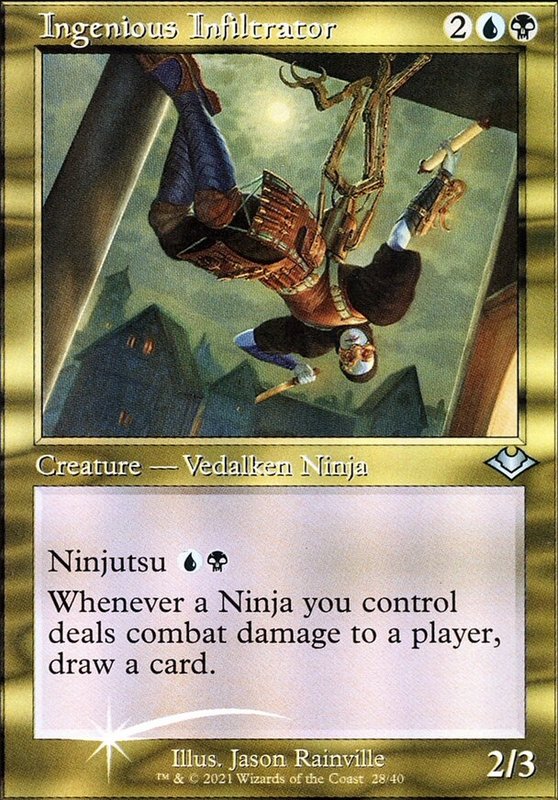 Ingenious Infiltrator 2
Creature — Vedalken Ninja
Ninjutsu
Whenever a Ninja you control
deals combat damage to a player,
draw a card.
Illus. Jason Rainville
™ & © 2021 Wizards of the Coast 28/40
2/3